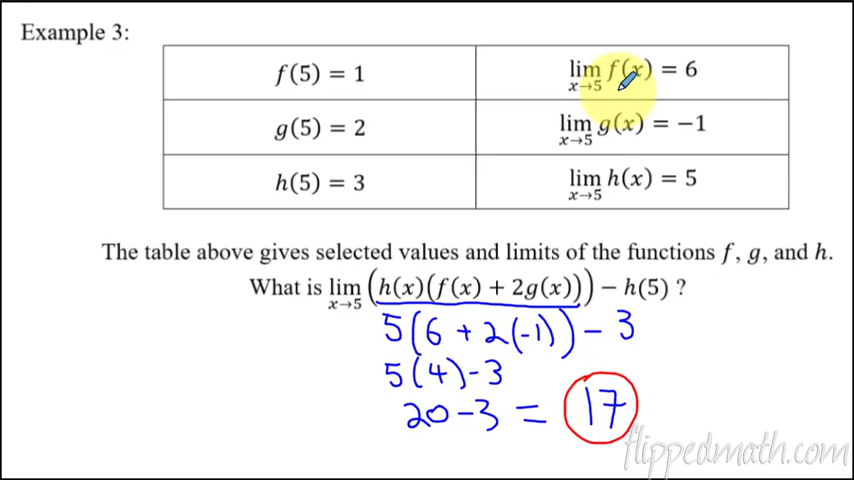 Example 3:
f(5) = 1
lim x→5 f(x) = 6
g(5) = 2
lim x→5 g(x) = −1
h(5) = 3
lim x→5 h(x) = 5
The table above gives selected values and limits of the functions f, g, and h.
What is lim x→5 (h(x)(f(x) + 2g(x))) − h(5) ?
5(6 + 2(-1)) - 3
5(4) - 3
20 - 3 = 17
flippedmath.com